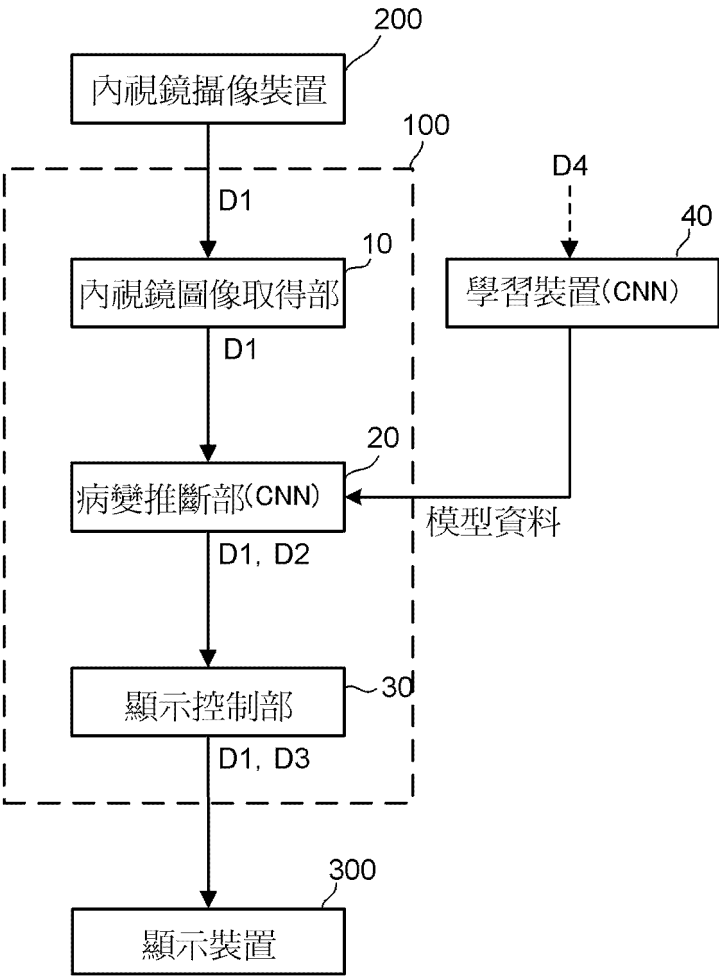 200
內視鏡攝像裝置
100
D1
D4
10
40
內視鏡圖像取得部
學習裝置(CNN)
D1
20
病變推斷部(CNN)
模型資料
D1, D2
30
顯示控制部
D1, D3
300
顯示裝置